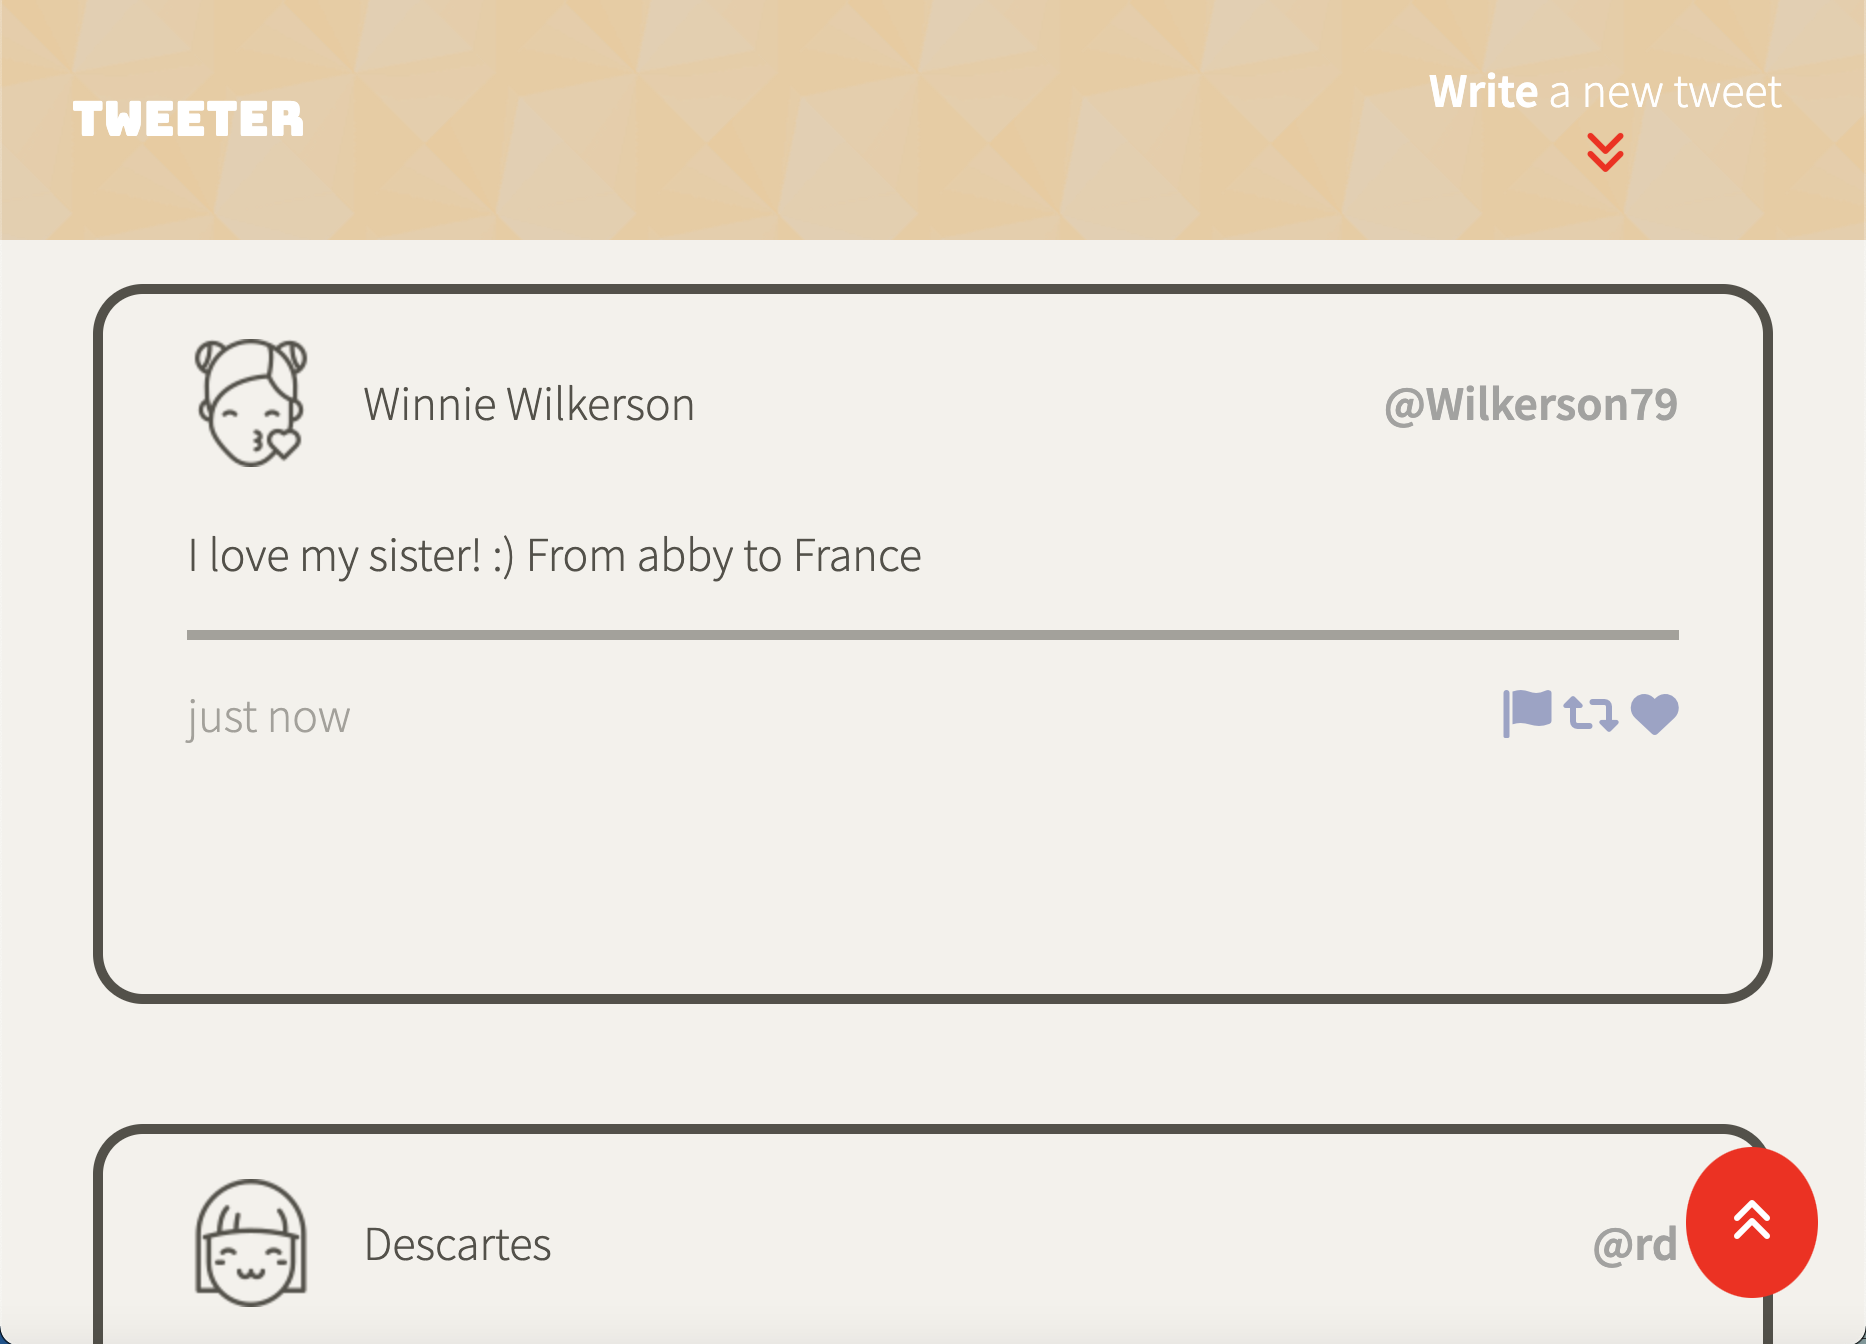 TWEETER
Write a new tweet
Winnie Wilkerson
@Wilkerson79
I love my sister! :) From abby to France
just now
Descartes
@rd